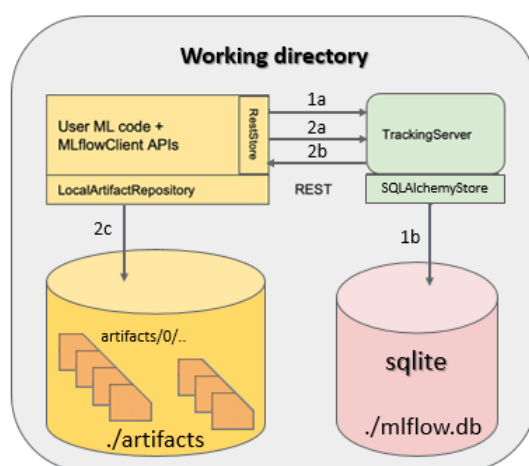 Working directory
1a
User ML code +
MLflowClient APIs
RestStore
2a
2b
TrackingServer
LocalArtifactRepository
REST
SQLAlchemyStore
2c
1b
artifacts/0/..
./artifacts
sqlite
./mlflow.db